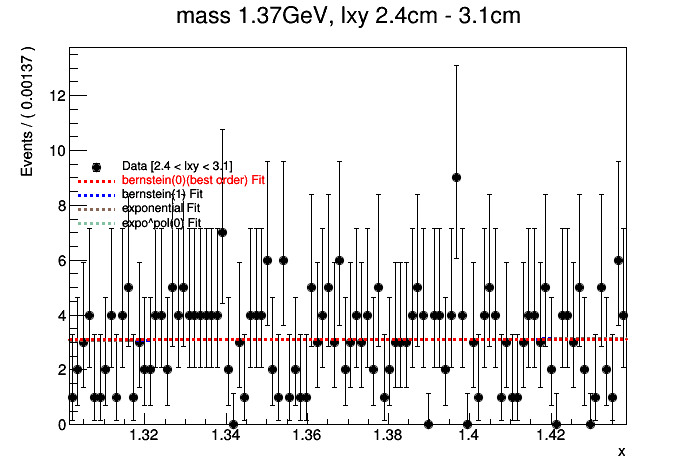 mass 1.37GeV, lxy 2.4cm - 3.1cm
Events / ( 0.00137 )
12
10
8
6
4
2
0
Data [2.4 < lxy < 3.1]
bernstein(0)(best order) Fit
bernstein(1) Fit
exponential Fit
expo^pol(0) Fit
1.32 1.34 1.36 1.38 1.4 1.42
x